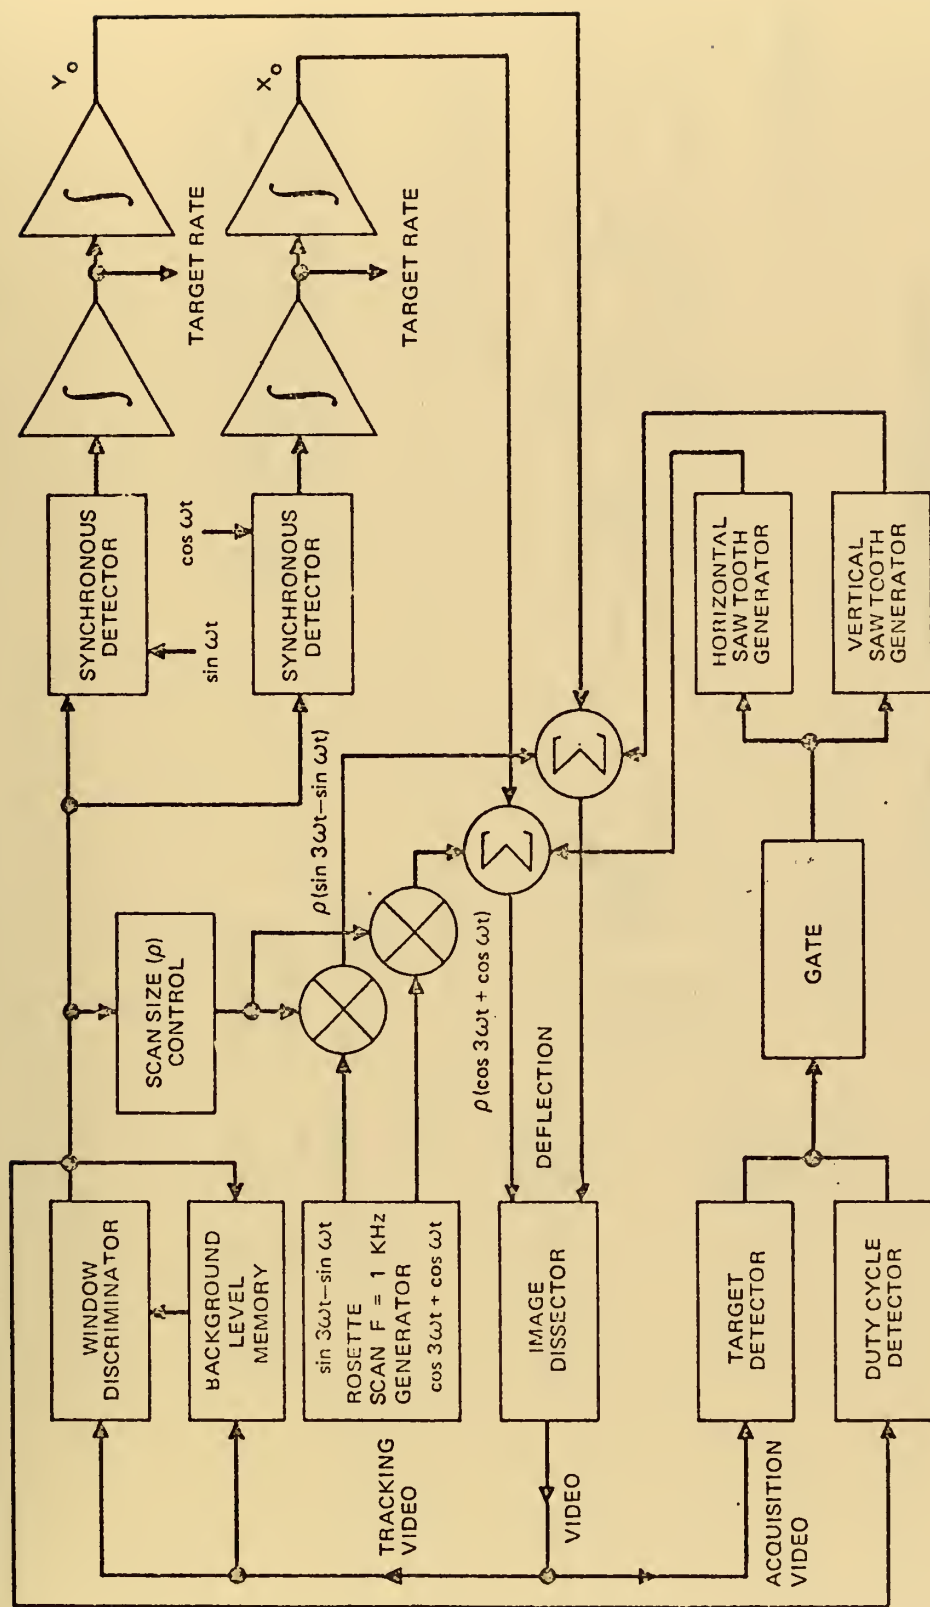 WINDOW
DISCRIMINATOR
BACKGROUND
LEVEL
MEMORY
sin 3ωt–sin ωt
ROSETTE
SCAN F = 1 KHz
GENERATOR
cos 3ωt + cos ωt
IMAGE
DISSECTOR
TARGET
DETECTOR
DUTY CYCLE
DETECTOR
TRACKING
VIDEO
VIDEO
ACQUISITION
VIDEO
SCAN SIZE (ρ)
CONTROL
ρ(sin 3ωt–sin ωt)
ρ(cos 3ωt + cos ωt)
DEFLECTION
GATE
Σ
Σ
SYNCHRONOUS
DETECTOR
sin ωt
cos ωt
SYNCHRONOUS
DETECTOR
HORIZONTAL
SAW TOOTH
GENERATOR
VERTICAL
SAW TOOTH
GENERATOR
∫
∫
Yo
TARGET RATE
∫
∫
Xo
TARGET RATE